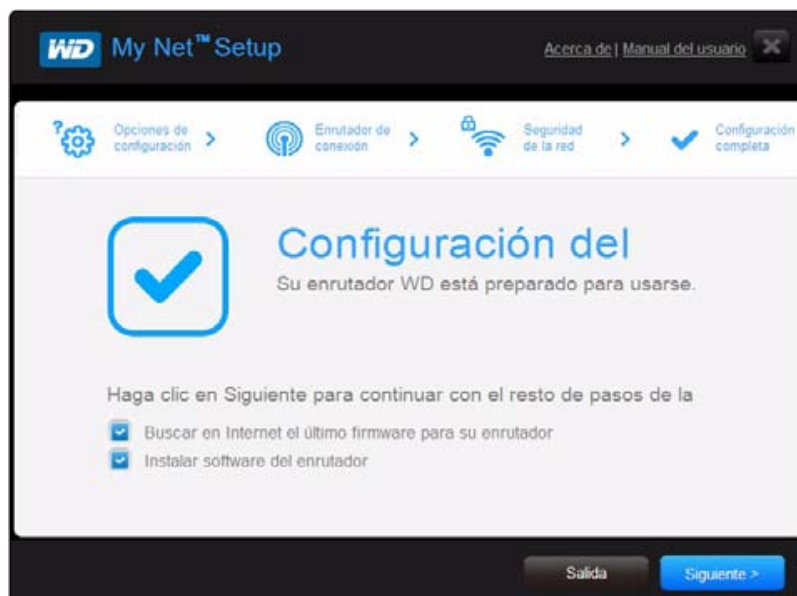 WD My Net™ Setup
Acerca de | Manual del usuario
Opciones de
configuración
Enrutador de
conexión
Seguridad
de la red
Configuración
completa
Configuración del
Su enrutador WD está preparado para usarse.
Haga clic en Siguiente para continuar con el resto de pasos de la
Buscar en Internet el último firmware para su enrutador
Instalar software del enrutador
Salida
Siguiente >